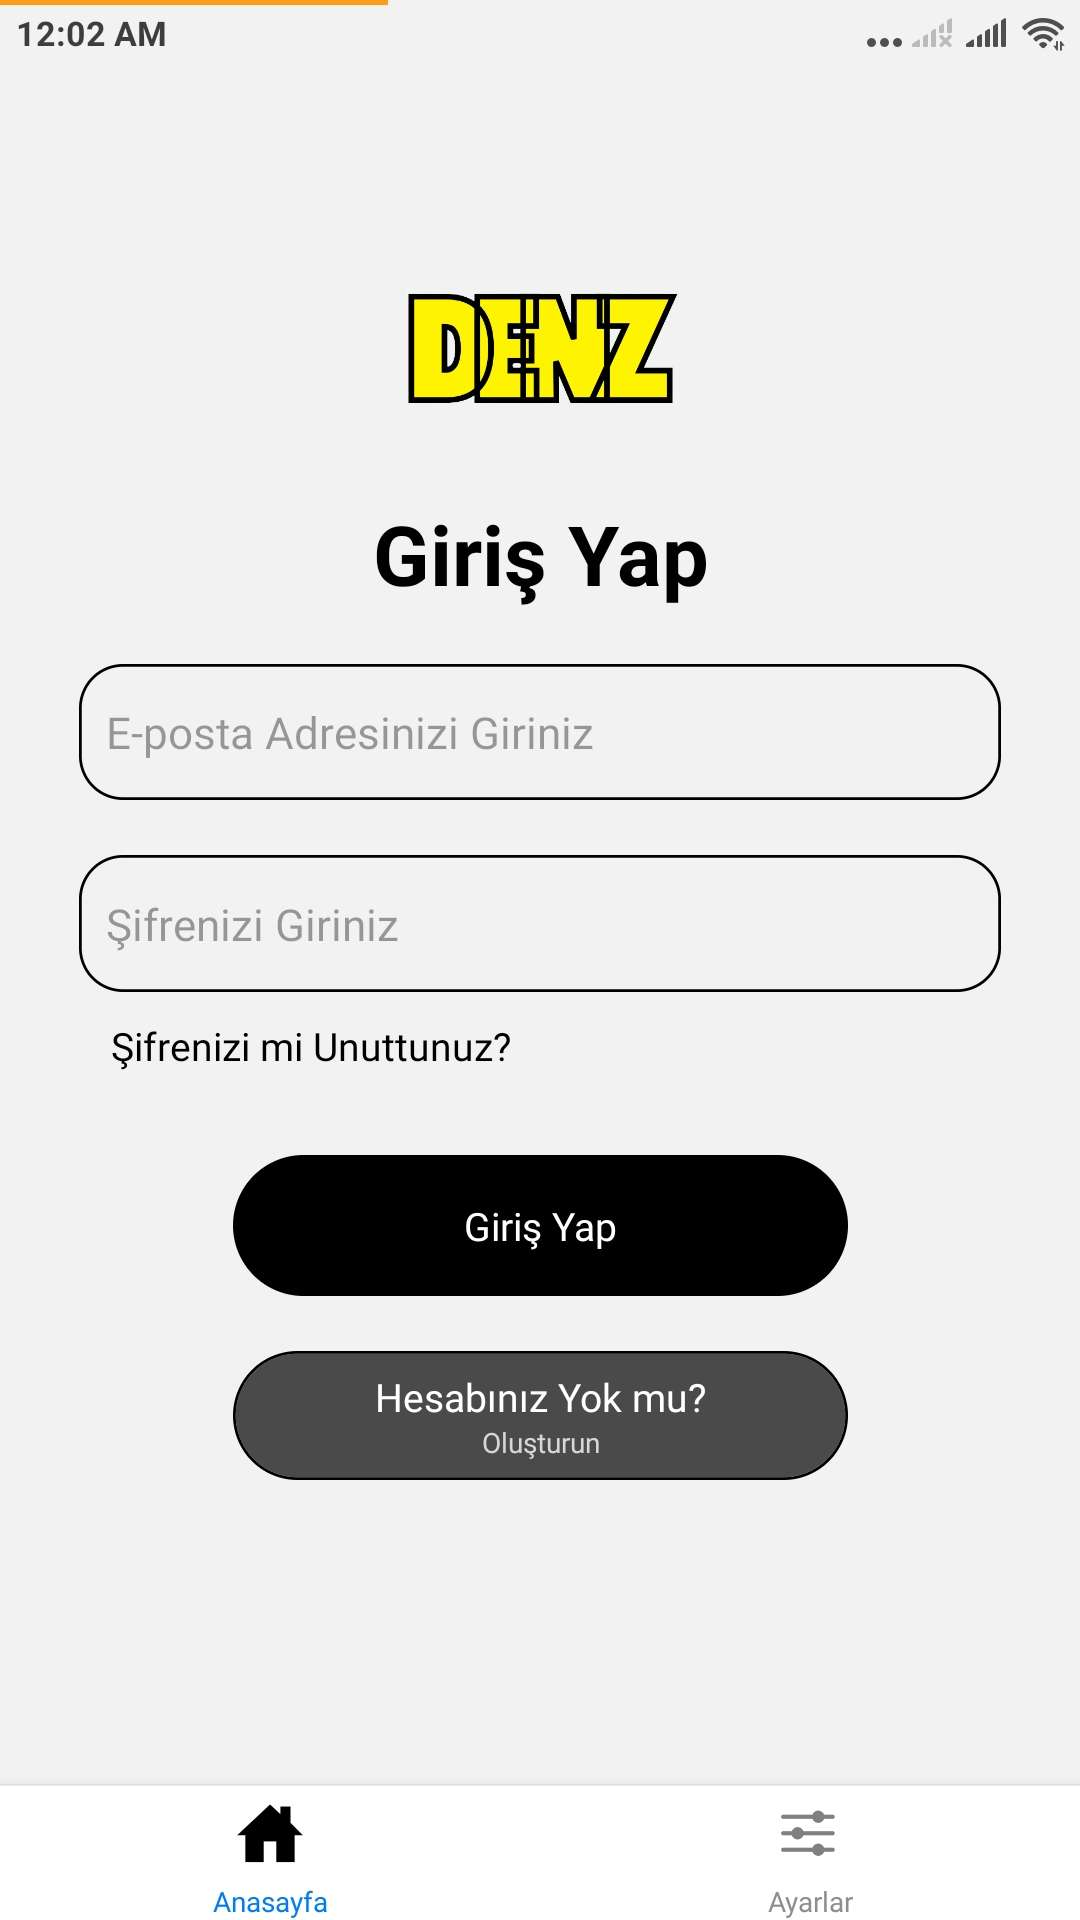 12:02 AM
DENZ
Giriş Yap
E-posta Adresinizi Giriniz
Şifrenizi Giriniz
Şifrenizi mi Unuttunuz?
Giriş Yap
Hesabınız Yok mu?
Oluşturun
Anasayfa
Ayarlar